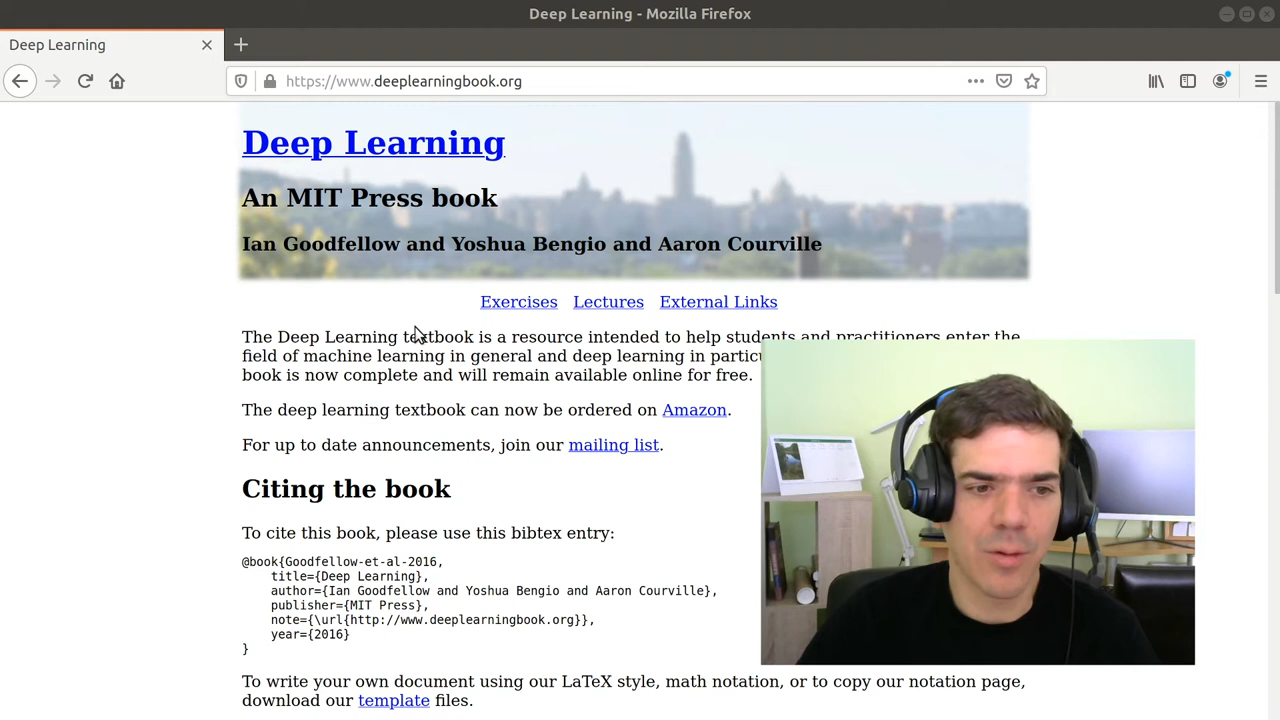 Deep Learning - Mozilla Firefox
Deep Learning
https://www.deeplearningbook.org
Deep Learning
An MIT Press book
Ian Goodfellow and Yoshua Bengio and Aaron Courville
Exercises Lectures External Links
The Deep Learning textbook is a resource intended to help students and practitioners enter the
field of machine learning in general and deep learning in
book is now complete and will remain available online for free.
The deep learning textbook can now be ordered on Amazon.
For up to date announcements, join our mailing list.
Citing the book
To cite this book, please use this bibtex entry:
@book{Goodfellow-et-al-2016,
title={Deep Learning},
author={Ian Goodfellow and Yoshua Bengio and Aaron Courville},
publisher={MIT Press},
note={\url{http://www.deeplearningbook.org}},
year={2016}
}
To write your own document using our LaTeX style, math notation, or to copy our notation page,
download our template files.